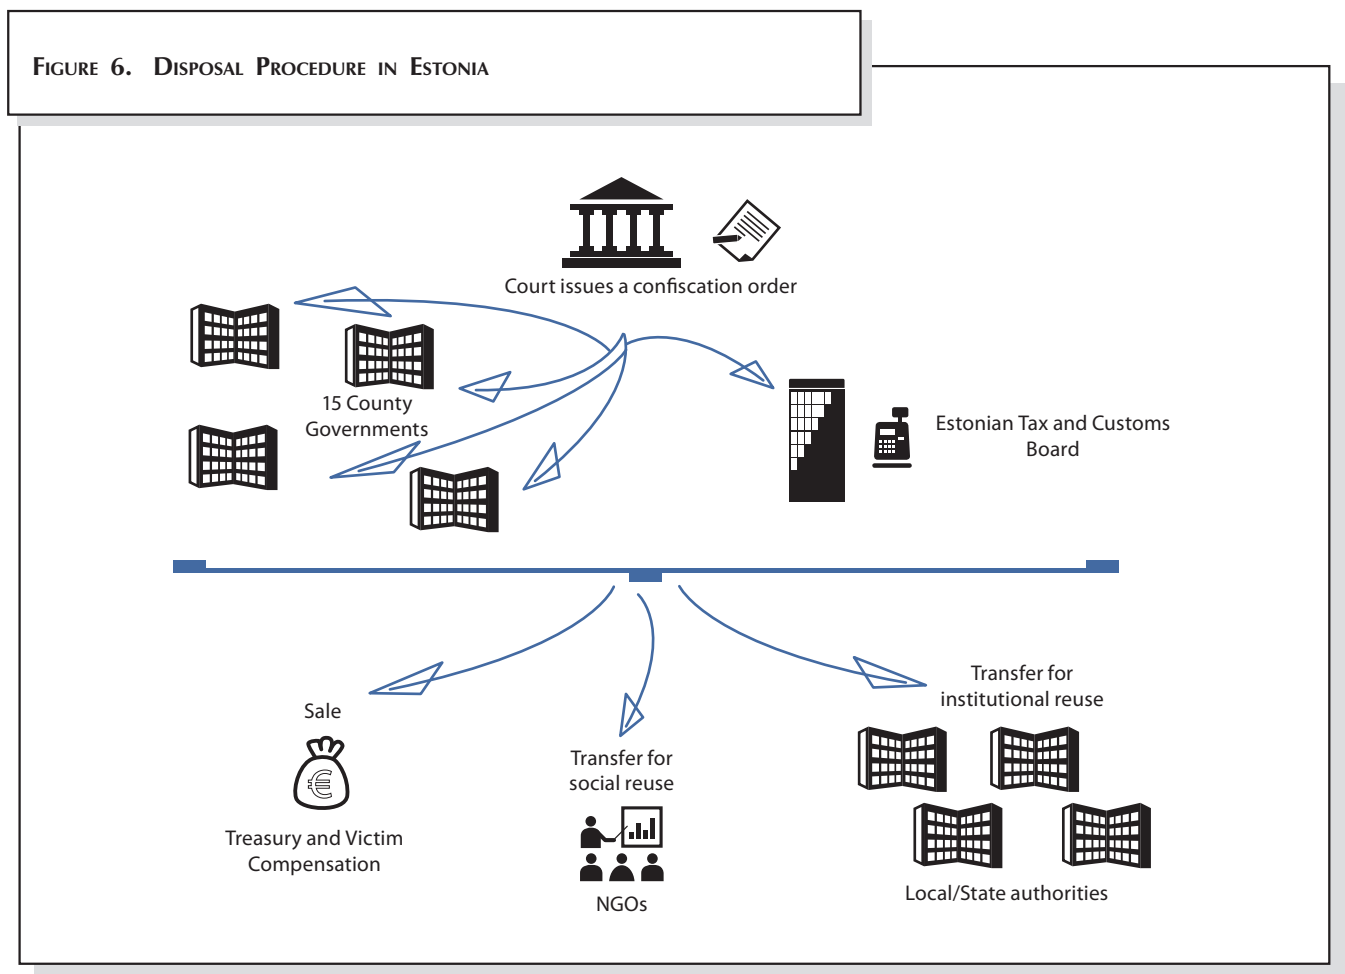 Figure 6. Disposal Procedure in Estonia
Court issues a confiscation order
15 County
Governments
Estonian Tax and Customs
Board
Sale
€
Treasury and Victim
Compensation
Transfer for
social reuse
NGOs
Transfer for
institutional reuse
Local/State authorities